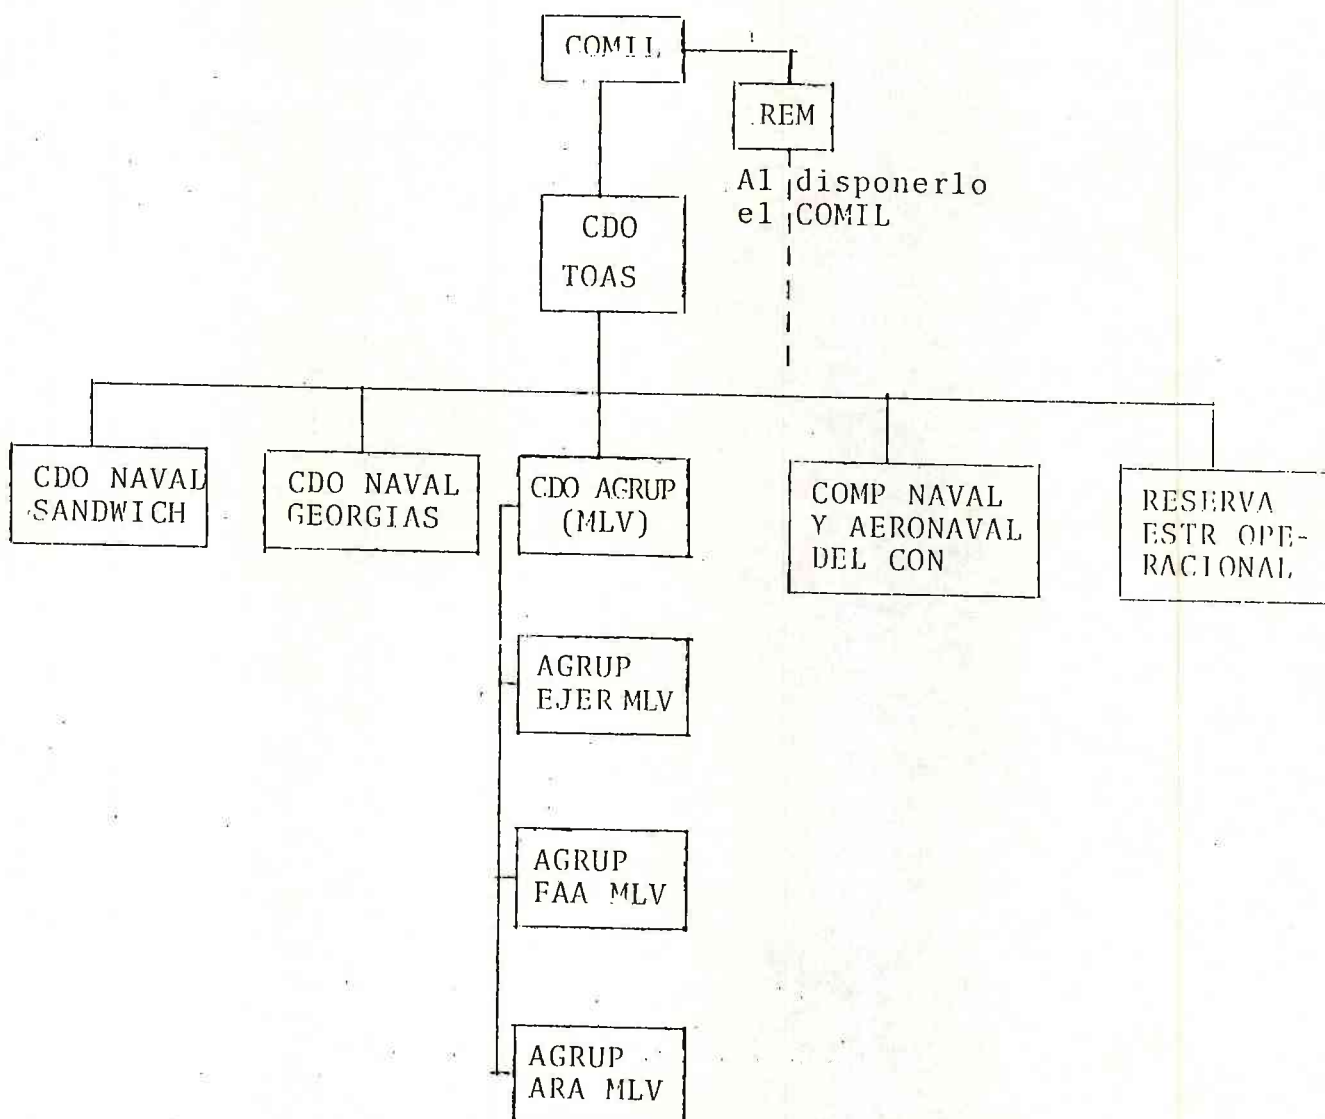 COMIL
REM
Al disponerlo
el COMIL
CDO
TOAS
CDO NAVAL
SANDWICH
CDO NAVAL
GEORGIAS
CDO AGRUP
(MLV)
COMP NAVAL
Y AERONAVAL
DEL CON
RESERVA
ESTR OPE-
RACIONAL
AGRUP
EJER MLV
AGRUP
FAA MLV
AGRUP
ARA MLV